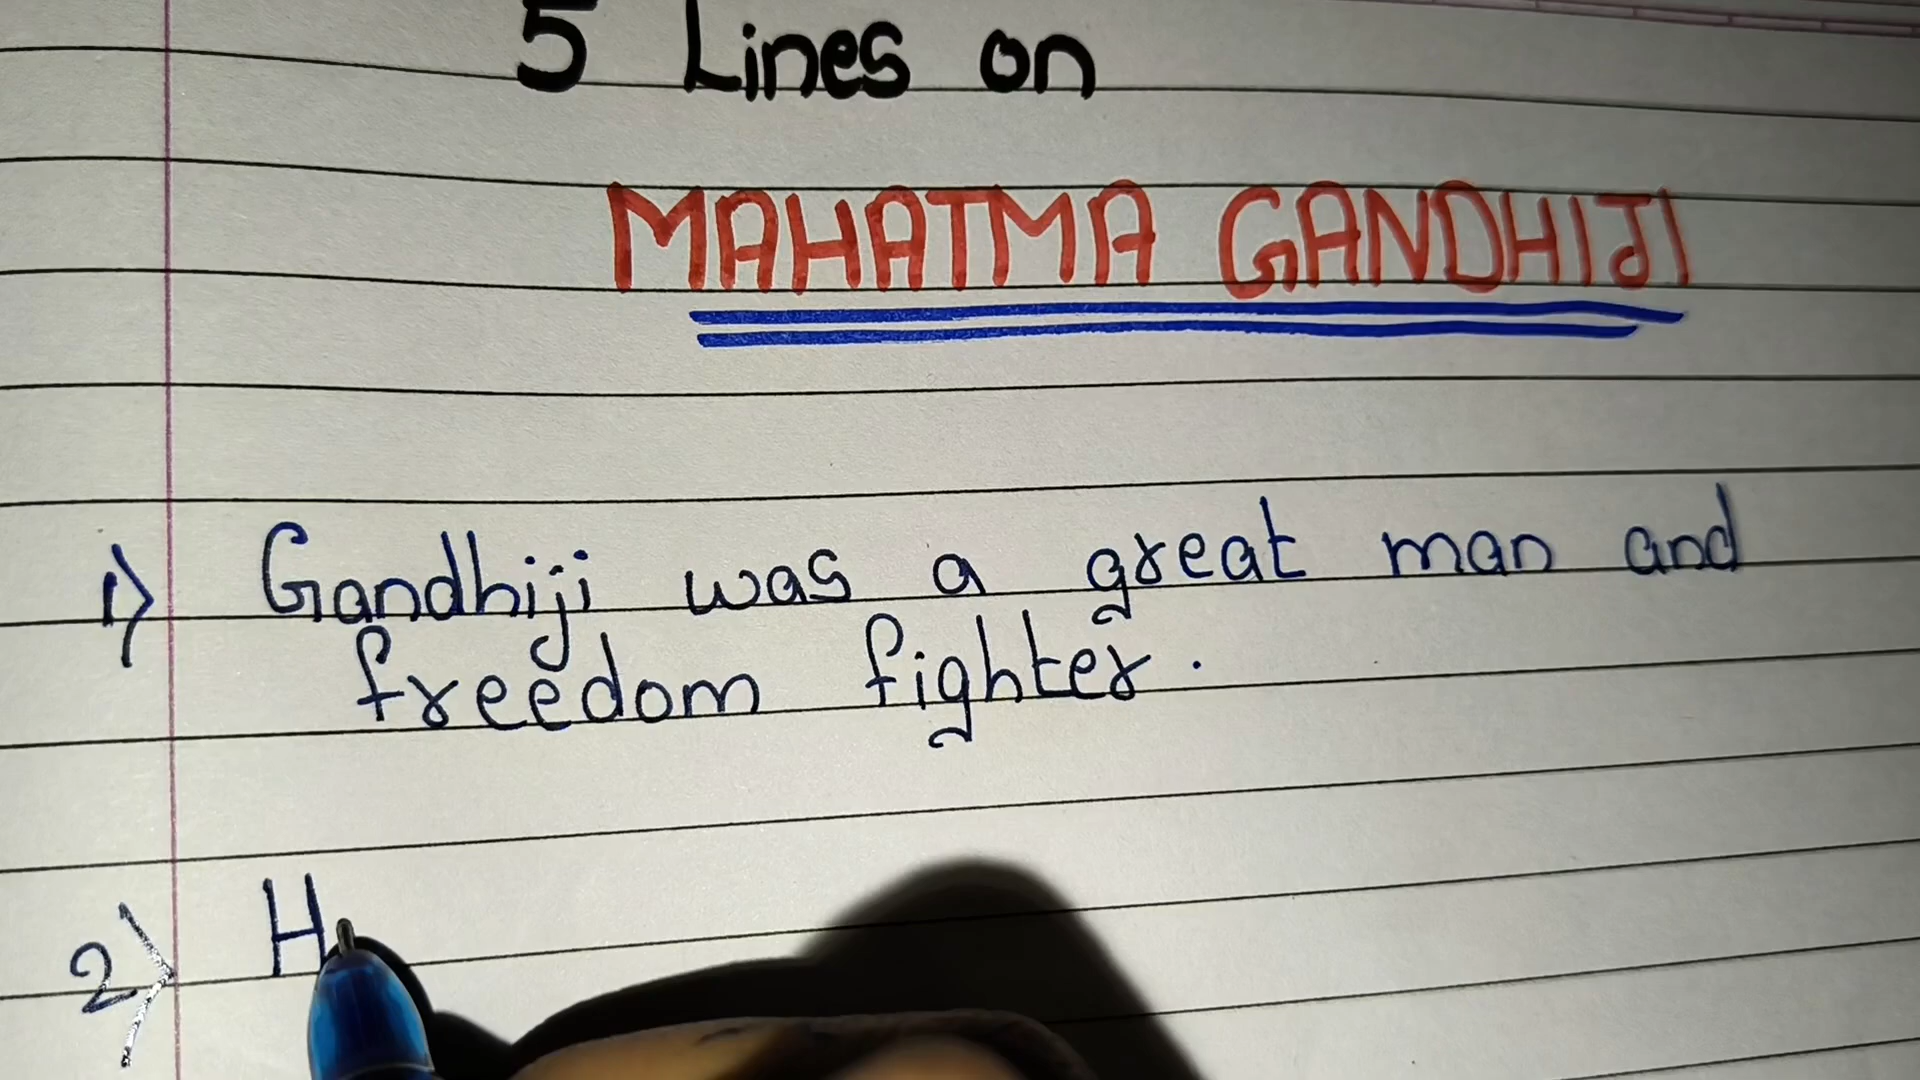 5 Lines on
MAHATMA GANDHIJI
1) Gandhiji was a great man and
freedom fighter.
2) H